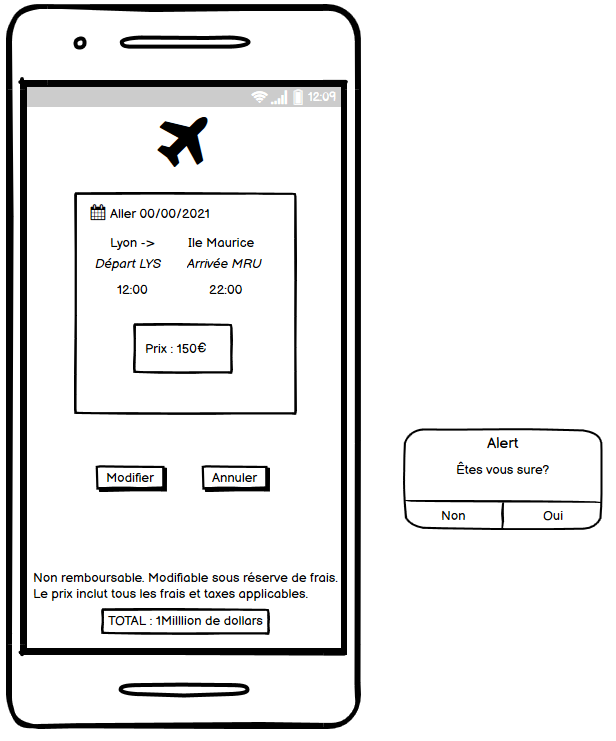 12:09
Aller 00/00/2021
Lyon -> Ile Maurice
Départ LYS Arrivée MRU
12:00 22:00
Prix : 150€
Modifier Annuler
Non remboursable. Modifiable sous réserve de frais.
Le prix inclut tous les frais et taxes applicables.
TOTAL : 1Milllion de dollars
Alert
Êtes vous sure?
Non Oui